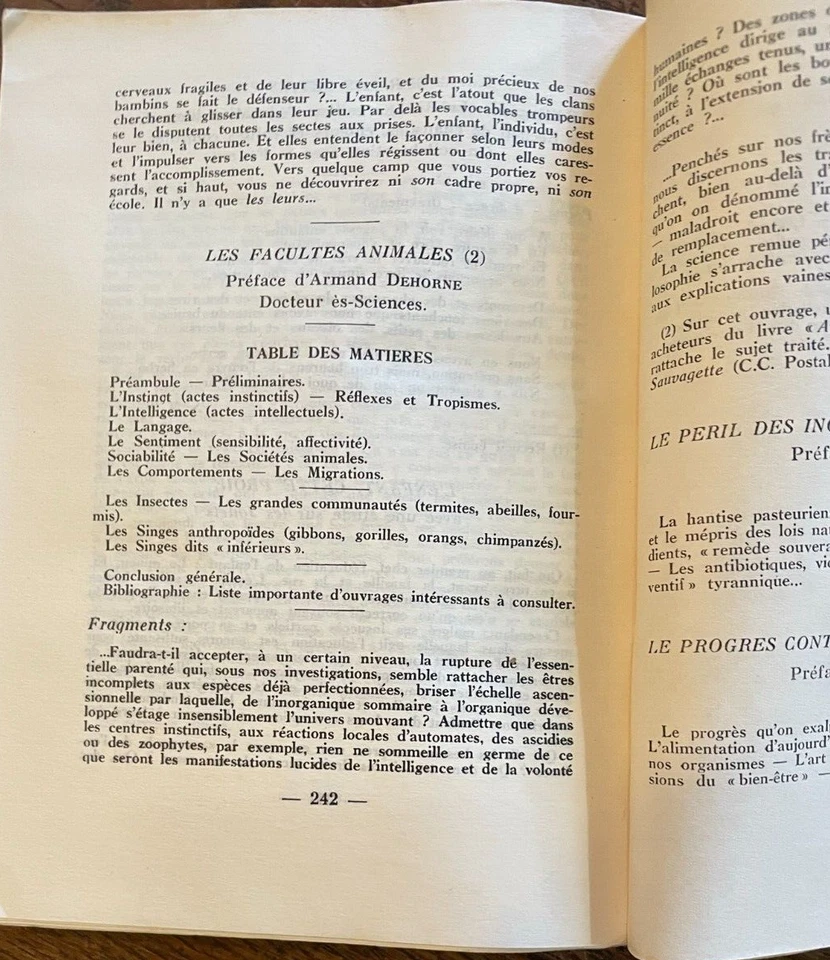 cerveaux fragiles et de leur libre éveil, et du moi précieux de nos
bambins se fait le défenseur ?... L'enfant, c'est l'atout que les clans
cherchent à glisser dans leur jeu. Par delà les vocables trompeurs
se le disputent toutes les sectes aux prises. L'enfant, l'individu, c'est
leur bien, à chacune. Et elles entendent le façonner selon leurs modes
et l'impulser vers les formes qu'elles régissent ou dont elles cares-
sent l'accomplissement. Vers quelque camp que vous portiez vos re-
gards, et si haut, vous ne découvrirez ni son cadre propre, ni son
école. Il n'y a que les leurs...
LES FACULTES ANIMALES (2)
Préface d'Armand DEHORNE
Docteur ès-Sciences.
TABLE DES MATIERES
Préambule — Préliminaires.
L'Instinct (actes instinctifs) — Réflexes et Tropismes.
L'Intelligence (actes intellectuels).
Le Langage.
Le Sentiment (sensibilité, affectivité).
Sociabilité — Les Sociétés animales.
Les Comportements — Les Migrations.
Les Insectes — Les grandes communautés (termites, abeilles, four-
mis).
Les Singes anthropoïdes (gibbons, gorilles, orangs, chimpanzés).
Les Singes dits « inférieurs ».
Conclusion générale.
Bibliographie : Liste importante d'ouvrages intéressants à consulter.
Fragments :
...Faudra-t-il accepter, à un certain niveau, la rupture de l'essen-
tielle parenté qui, sous nos investigations, semble rattacher les êtres
incomplets aux espèces déjà perfectionnées, briser l'échelle ascen-
sionnelle par laquelle, de l'inorganique sommaire à l'organique déve-
loppé s'étage insensiblement l'univers mouvant ? Admettre que dans
les centres instinctifs, aux réactions locales d'automates, des ascidies
ou des zoophytes, par exemple, rien ne sommeille en germe de ce
que seront les manifestations lucides de l'intelligence et de la volonté
— 242 —
humaines ? Des zones
l'intelligence dirige au
mille échanges tenus, un
nuité ? Où sont les bo
tinct, à l'extension de s
essence ?...
...Penchés sur nos frè
nous discernons les tr
chent, bien au-delà d'
qu'on on dénommé l'i
— maladroit encore et
de remplacement...
La science remue pé
losophie s'arrache avec
aux explications vaines
(2) Sur cet ouvrage, u
acheteurs du livre « A
rattache le sujet traité.
Sauvagette (C.C. Postal
LE PERIL DES INO
Préf
La hantise pasteurien
et le mépris des lois na
dients, « remède souvera
— Les antibiotiques, vi
ventif » tyrannique...
LE PROGRES CONT
Préfa
Le progrès qu'on exal
L'alimentation d'aujourd'
nos organismes — L'art
sions du « bien-être » —